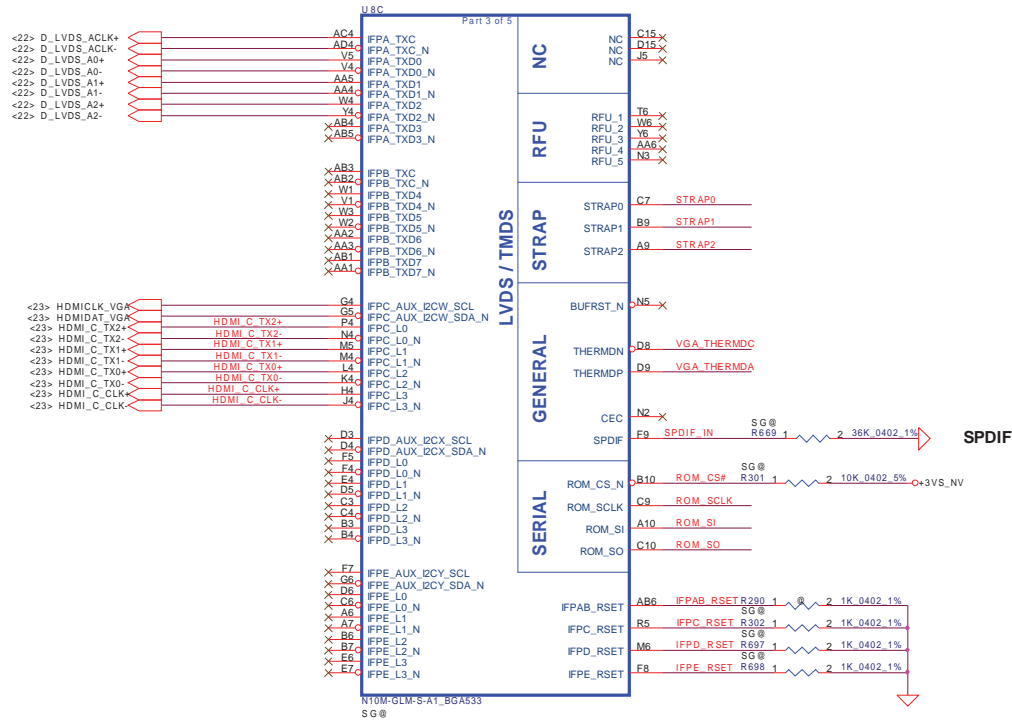 U8C
Part 3 of 5
<22> D_LVDS_ACLK+ AC4 IFPA_TXC
<22> D_LVDS_ACLK- AD4 IFPA_TXC_N
<22> D_LVDS_A0+ V5 IFPA_TXD0
<22> D_LVDS_A0- V4 IFPA_TXD0_N
<22> D_LVDS_A1+ AA5 IFPA_TXD1
<22> D_LVDS_A1- AA4 IFPA_TXD1_N
<22> D_LVDS_A2+ W4 IFPA_TXD2
<22> D_LVDS_A2- Y4 IFPA_TXD2_N
AB4 IFPA_TXD3
AB5 IFPA_TXD3_N
AB3 IFPB_TXC
AB2 IFPB_TXC_N
W1 IFPB_TXD4
V1 IFPB_TXD4_N
W3 IFPB_TXD5
W2 IFPB_TXD5_N
AA2 IFPB_TXD6
AA3 IFPB_TXD6_N
AB1 IFPB_TXD7
AA1 IFPB_TXD7_N
<23> HDMICLK_VGA G4 IFPC_AUX_I2CW_SCL
<23> HDMIDAT_VGA G5 IFPC_AUX_I2CW_SDA_N
<23> HDMI_C_TX2+ HDMI_C_TX2+ P4 IFPC_L0
<23> HDMI_C_TX2- HDMI_C_TX2- N4 IFPC_L0_N
<23> HDMI_C_TX1+ HDMI_C_TX1+ M5 IFPC_L1
<23> HDMI_C_TX1- HDMI_C_TX1- M4 IFPC_L1_N
<23> HDMI_C_TX0+ HDMI_C_TX0+ L4 IFPC_L2
<23> HDMI_C_TX0- HDMI_C_TX0- K4 IFPC_L2_N
<23> HDMI_C_CLK+ HDMI_C_CLK+ H4 IFPC_L3
<23> HDMI_C_CLK- HDMI_C_CLK- J4 IFPC_L3_N
D3 IFPD_AUX_I2CX_SCL
D4 IFPD_AUX_I2CX_SDA_N
F5 IFPD_L0
F4 IFPD_L0_N
E4 IFPD_L1
D5 IFPD_L1_N
C3 IFPD_L2
C4 IFPD_L2_N
B3 IFPD_L3
B4 IFPD_L3_N
F7 IFPE_AUX_I2CY_SCL
G6 IFPE_AUX_I2CY_SDA_N
D6 IFPE_L0
C6 IFPE_L0_N
A6 IFPE_L1
A7 IFPE_L1_N
B6 IFPE_L2
B7 IFPE_L2_N
E6 IFPE_L3
E7 IFPE_L3_N
LVDS / TMDS
NC
NC C15
NC D15
NC J5
RFU
RFU_1 T6
RFU_2 W6
RFU_3 Y6
RFU_4 AA6
RFU_5 N3
STRAP
STRAP0 C7 STRAP0
STRAP1 B9 STRAP1
STRAP2 A9 STRAP2
GENERAL
BUFRST_N N5
THERMDN D8 VGA_THERMDC
THERMDP D9 VGA_THERMDA
CEC N2
SG@
SPDIF F9 SPDIF_IN R669 1 2 36K_0402_1% SPDIF
SERIAL
SG@
ROM_CS_N B10 ROM_CS# R301 1 2 10K_0402_5% +3VS_NV
ROM_SCLK C9 ROM_SCLK
ROM_SI A10 ROM_SI
ROM_SO C10 ROM_SO
IFPAB_RSET AB6 IFPAB_RSET R290 1 @ 2 1K_0402_1%
SG@
IFPC_RSET R5 IFPC_RSET R302 1 2 1K_0402_1%
SG@
IFPD_RSET M6 IFPD_RSET R697 1 2 1K_0402_1%
SG@
IFPE_RSET F8 IFPE_RSET R698 1 2 1K_0402_1%
N10M-GLM-S-A1_BGA533
SG@